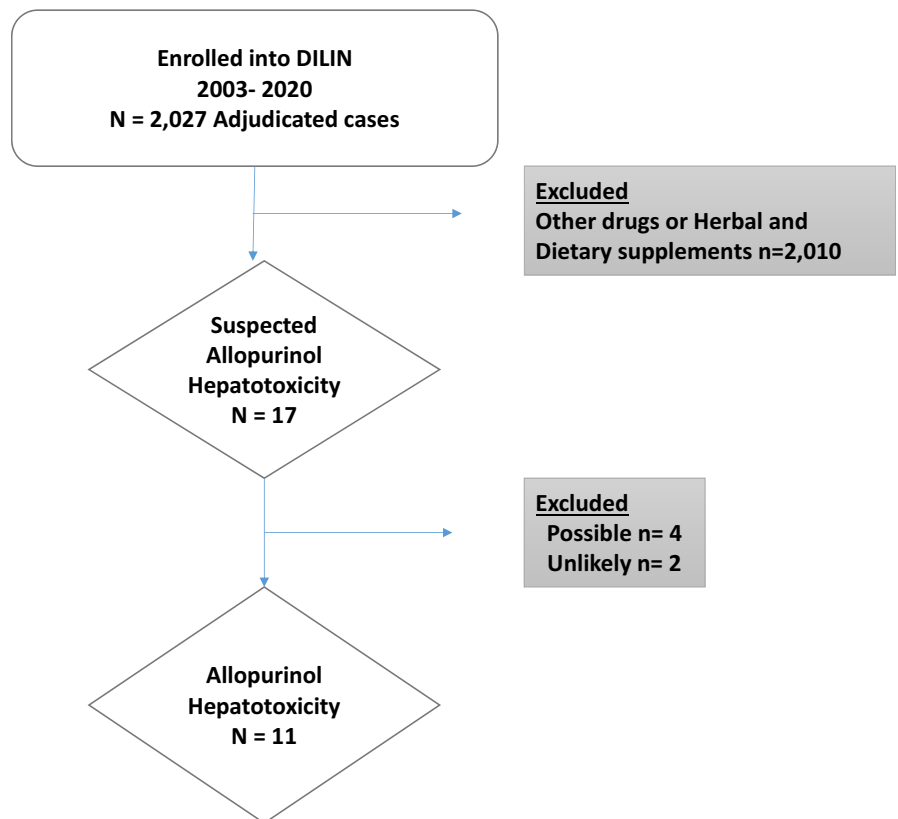 Enrolled into DILIN
2003- 2020
N = 2,027 Adjudicated cases
Excluded
Other drugs or Herbal and
Dietary supplements n=2,010
Suspected
Allopurinol
Hepatotoxicity
N = 17
Excluded
Possible n= 4
Unlikely n= 2
Allopurinol
Hepatotoxicity
N = 11